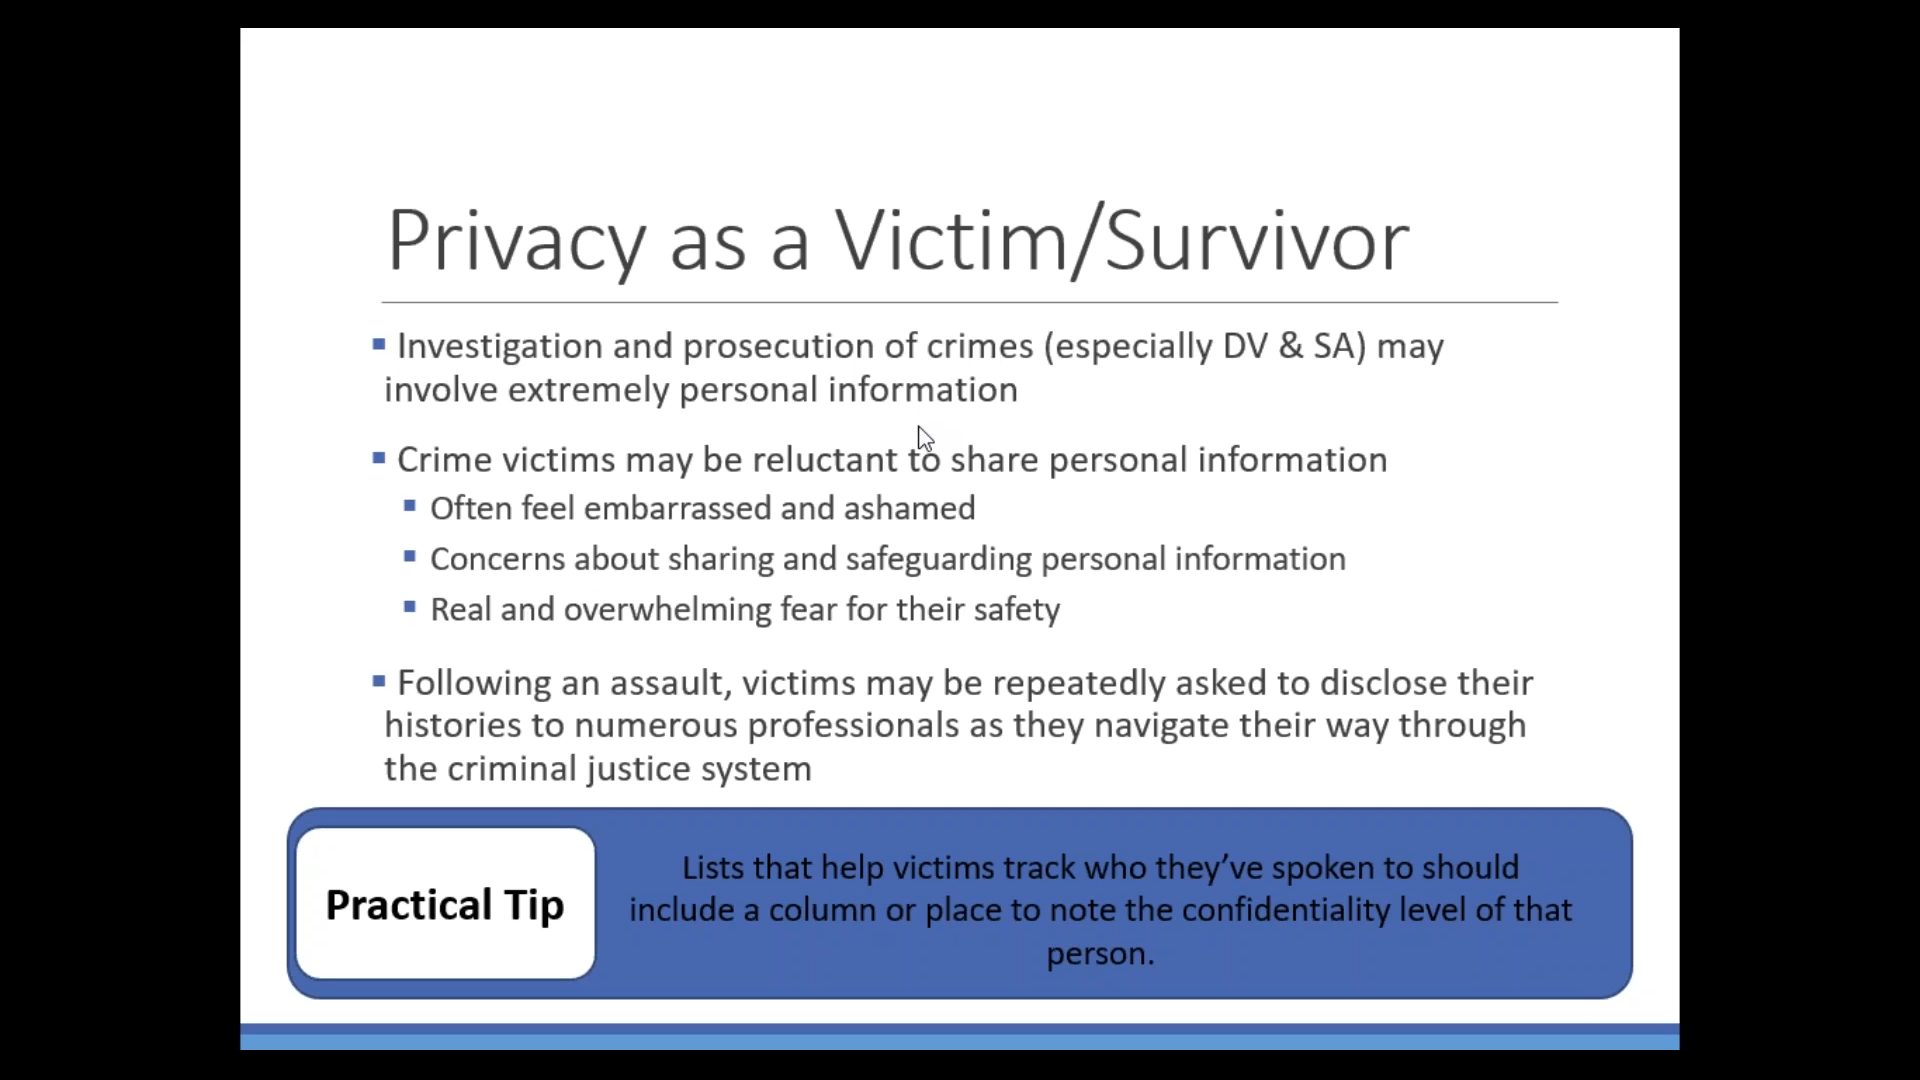 Privacy as a Victim/Survivor
▪ Investigation and prosecution of crimes (especially DV & SA) may
involve extremely personal information
▪ Crime victims may be reluctant to share personal information
▪ Often feel embarrassed and ashamed
▪ Concerns about sharing and safeguarding personal information
▪ Real and overwhelming fear for their safety
▪ Following an assault, victims may be repeatedly asked to disclose their
histories to numerous professionals as they navigate their way through
the criminal justice system
Practical Tip
Lists that help victims track who they’ve spoken to should
include a column or place to note the confidentiality level of that
person.